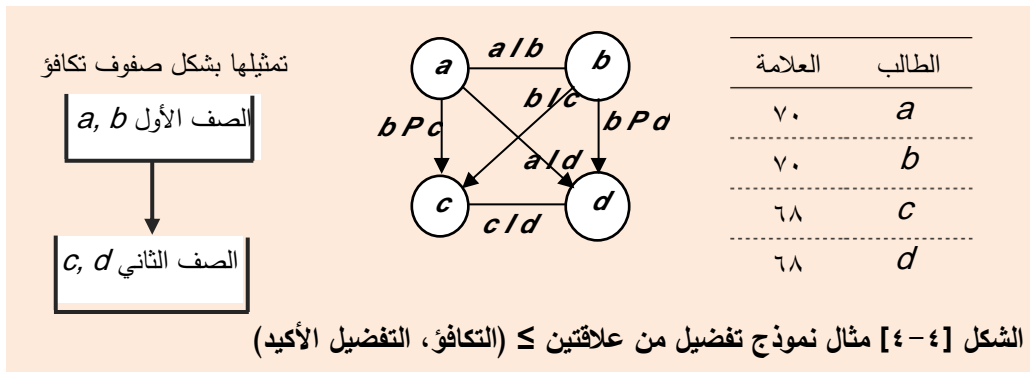 تمثيلها بشكل صفوف تكافؤ
الصف الأول a, b
الصف الثاني c, d
a I b
a
b
b I c
b P c
b P d
a I d
c
d
c I d
الطالب العلامة
a ٧٠
b ٧٠
c ٦٨
d ٦٨
الشكل [٤-٤] مثال نموذج تفضيل من علاقتين ≥ (التكافؤ، التفضيل الأكيد)